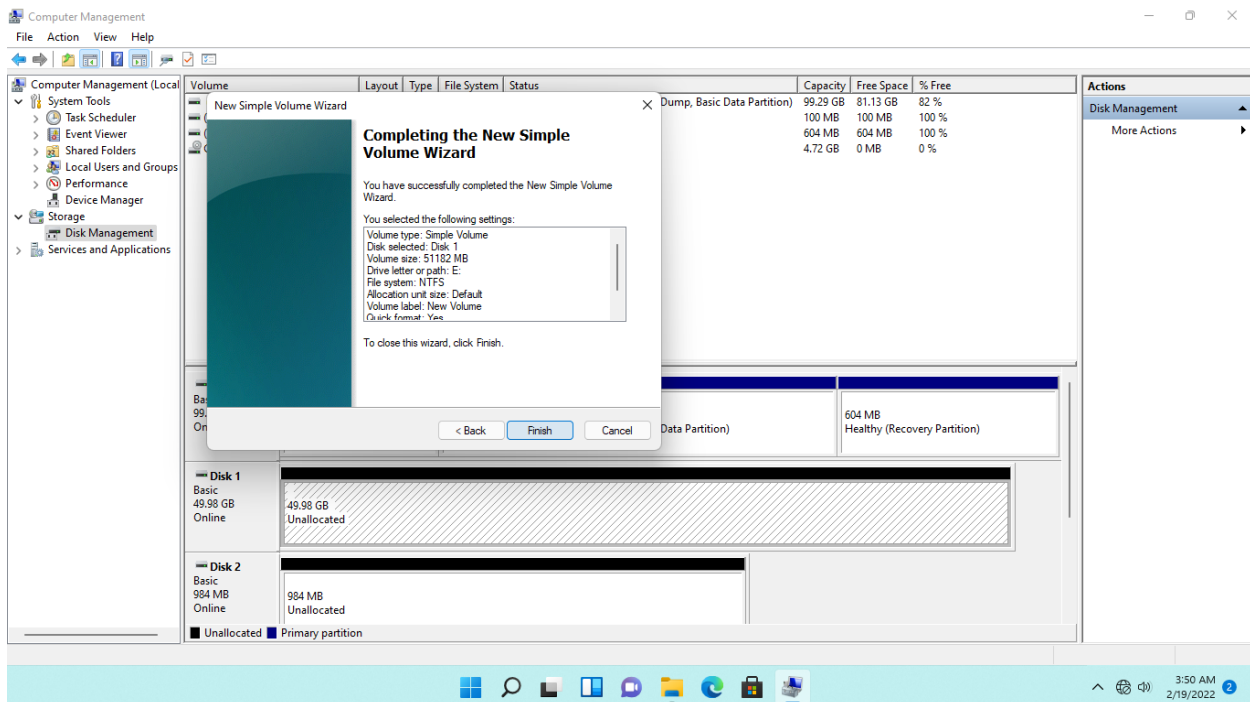 Computer Management
File Action View Help
Computer Management (Local
System Tools
Task Scheduler
Event Viewer
Shared Folders
Local Users and Groups
Performance
Device Manager
Storage
Disk Management
Services and Applications
Volume Layout Type File System Status Capacity Free Space % Free
Dump, Basic Data Partition) 99.29 GB 81.13 GB 82 %
100 MB 100 MB 100 %
604 MB 604 MB 100 %
4.72 GB 0 MB 0 %
New Simple Volume Wizard
Completing the New Simple
Volume Wizard
You have successfully completed the New Simple Volume
Wizard.
You selected the following settings:
Volume type: Simple Volume
Disk selected: Disk 1
Volume size: 51182 MB
Drive letter or path: E:
File system: NTFS
Allocation unit size: Default
Volume label: New Volume
Quick format: Yes
To close this wizard, click Finish.
< Back Finish Cancel
Ba
99.
On
Data Partition)
604 MB
Healthy (Recovery Partition)
Disk 1
Basic
49.98 GB
Online
49.98 GB
Unallocated
Disk 2
Basic
984 MB
Online
984 MB
Unallocated
Unallocated Primary partition
Actions
Disk Management
More Actions
3:50 AM
2/19/2022
2